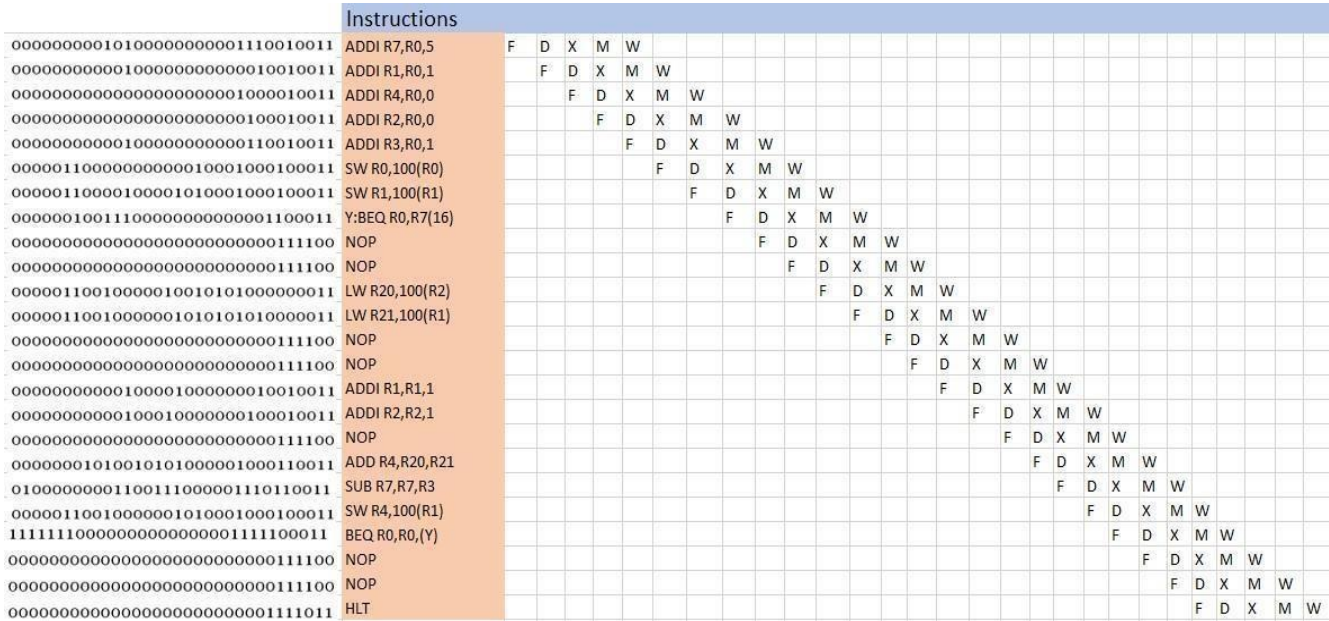 Instructions
00000000010100000000001110010011 ADDI R7,R0,5 F D X M W
00000000000100000000000010010011 ADDI R1,R0,1 F D X M W
00000000000000000000001000010011 ADDI R4,R0,0 F D X M W
00000000000000000000000100010011 ADDI R2,R0,0 F D X M W
00000000000100000000000110010011 ADDI R3,R0,1 F D X M W
00000110000000000010001000100011 SW R0,100(R0) F D X M W
00000110000100001010001000100011 SW R1,100(R1) F D X M W
00000010011100000000000001100011 Y:BEQ R0,R7(16) F D X M W
00000000000000000000000000111100 NOP F D X M W
00000000000000000000000000111100 NOP F D X M W
00000110010000010010101000000011 LW R20,100(R2) F D X M W
00000110010000001010101010000011 LW R21,100(R1) F D X M W
00000000000000000000000000111100 NOP F D X M W
00000000000000000000000000111100 NOP F D X M W
00000000000100001000000010010011 ADDI R1,R1,1 F D X M W
00000000000100010000000100010011 ADDI R2,R2,1 F D X M W
00000000000000000000000000111100 NOP F D X M W
00000001010010101000001000110011 ADD R4,R20,R21 F D X M W
01000000001100111000001110110011 SUB R7,R7,R3 F D X M W
00000110010000001010001000100011 SW R4,100(R1) F D X M W
11111110000000000000001111100011 BEQ R0,R0,(Y) F D X M W
00000000000000000000000000111100 NOP F D X M W
00000000000000000000000000111100 NOP F D X M W
00000000000000000000000001111011 HLT F D X M W